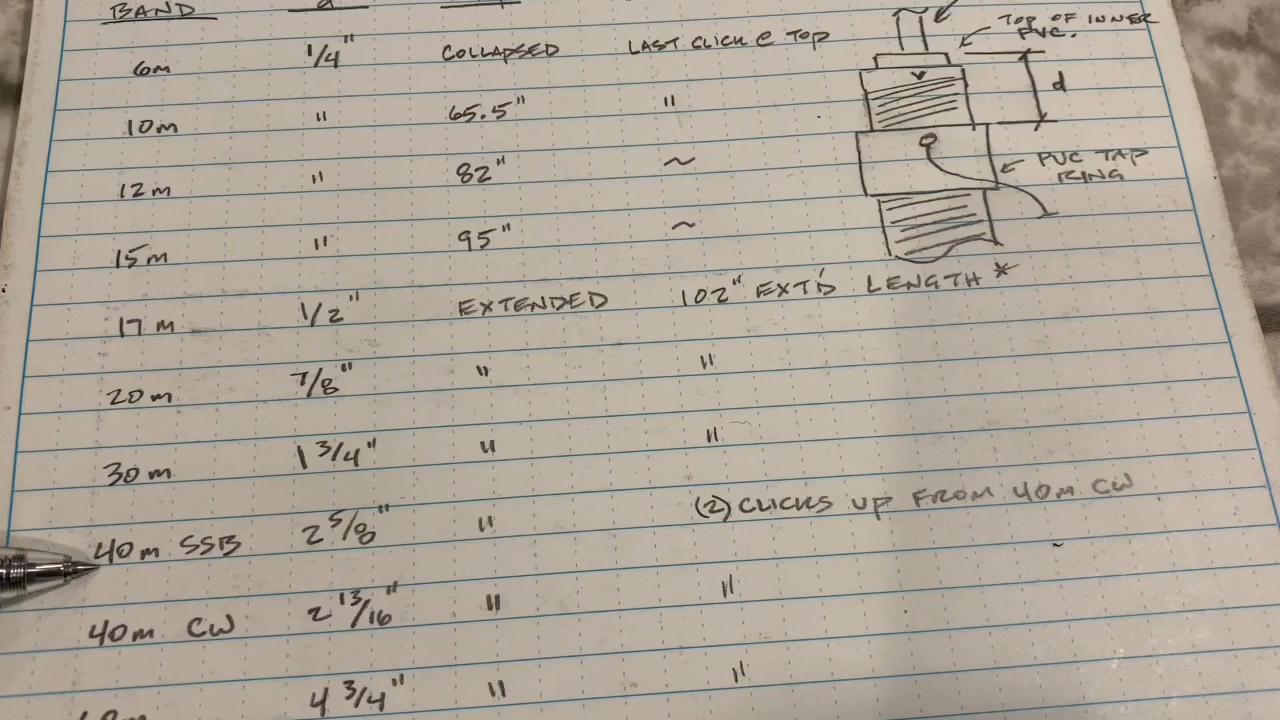 BAND d
6m 1/4" COLLAPSED LAST CLICK @ TOP
TOP OF INNER
PVC.
d
10m " 65.5" "
12m " 82" ~
PVC TAP
RING
15m " 95" ~
17m 1/2" EXTENDED 102" EXT'D LENGTH *
20m 7/8" " "
30m 1 3/4" " "
40m SSB 2 5/8" " (2) CLICKS UP FROM 40M CW
40m CW 2 13/16" " "
4 3/4" " "